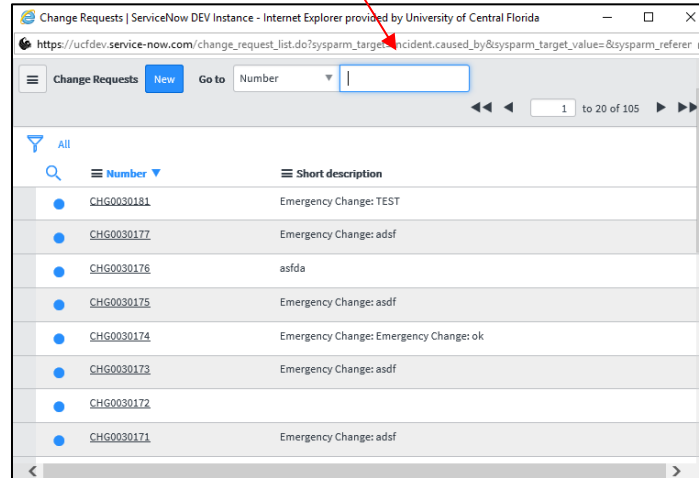 Change Requests | ServiceNow DEV Instance - Internet Explorer provided by University of Central Florida
https://ucfdev.service-now.com/change_request_list.do?sysparm_target=incident.caused_by&sysparm_target_value=&sysparm_referer
Change Requests New Go to Number
1 to 20 of 105
All
Number Short description
CHG0030181 Emergency Change: TEST
CHG0030177 Emergency Change: adsf
CHG0030176 asfda
CHG0030175 Emergency Change: asdf
CHG0030174 Emergency Change: Emergency Change: ok
CHG0030173 Emergency Change: asdf
CHG0030172
CHG0030171 Emergency Change: adsf